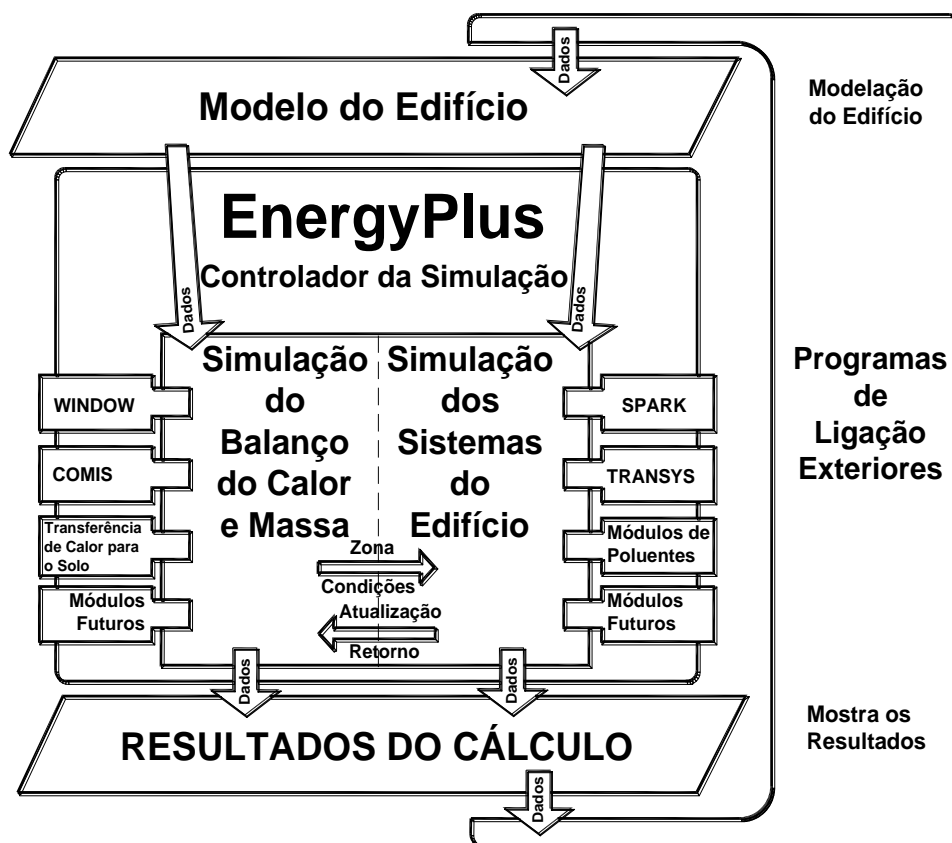 Dados
Modelo do Edifício
Modelação
do Edifício
EnergyPlus
Controlador da Simulação
Dados
Dados
Simulação
do
Balanço
do Calor
e Massa
Simulação
dos
Sistemas
do
Edifício
WINDOW
COMIS
Transferência
de Calor para
o Solo
Módulos
Futuros
SPARK
TRANSYS
Módulos de
Poluentes
Módulos
Futuros
Zona
Condições
Atualização
Retorno
Programas
de
Ligação
Exteriores
Dados
Dados
RESULTADOS DO CÁLCULO
Mostra os
Resultados
Dados